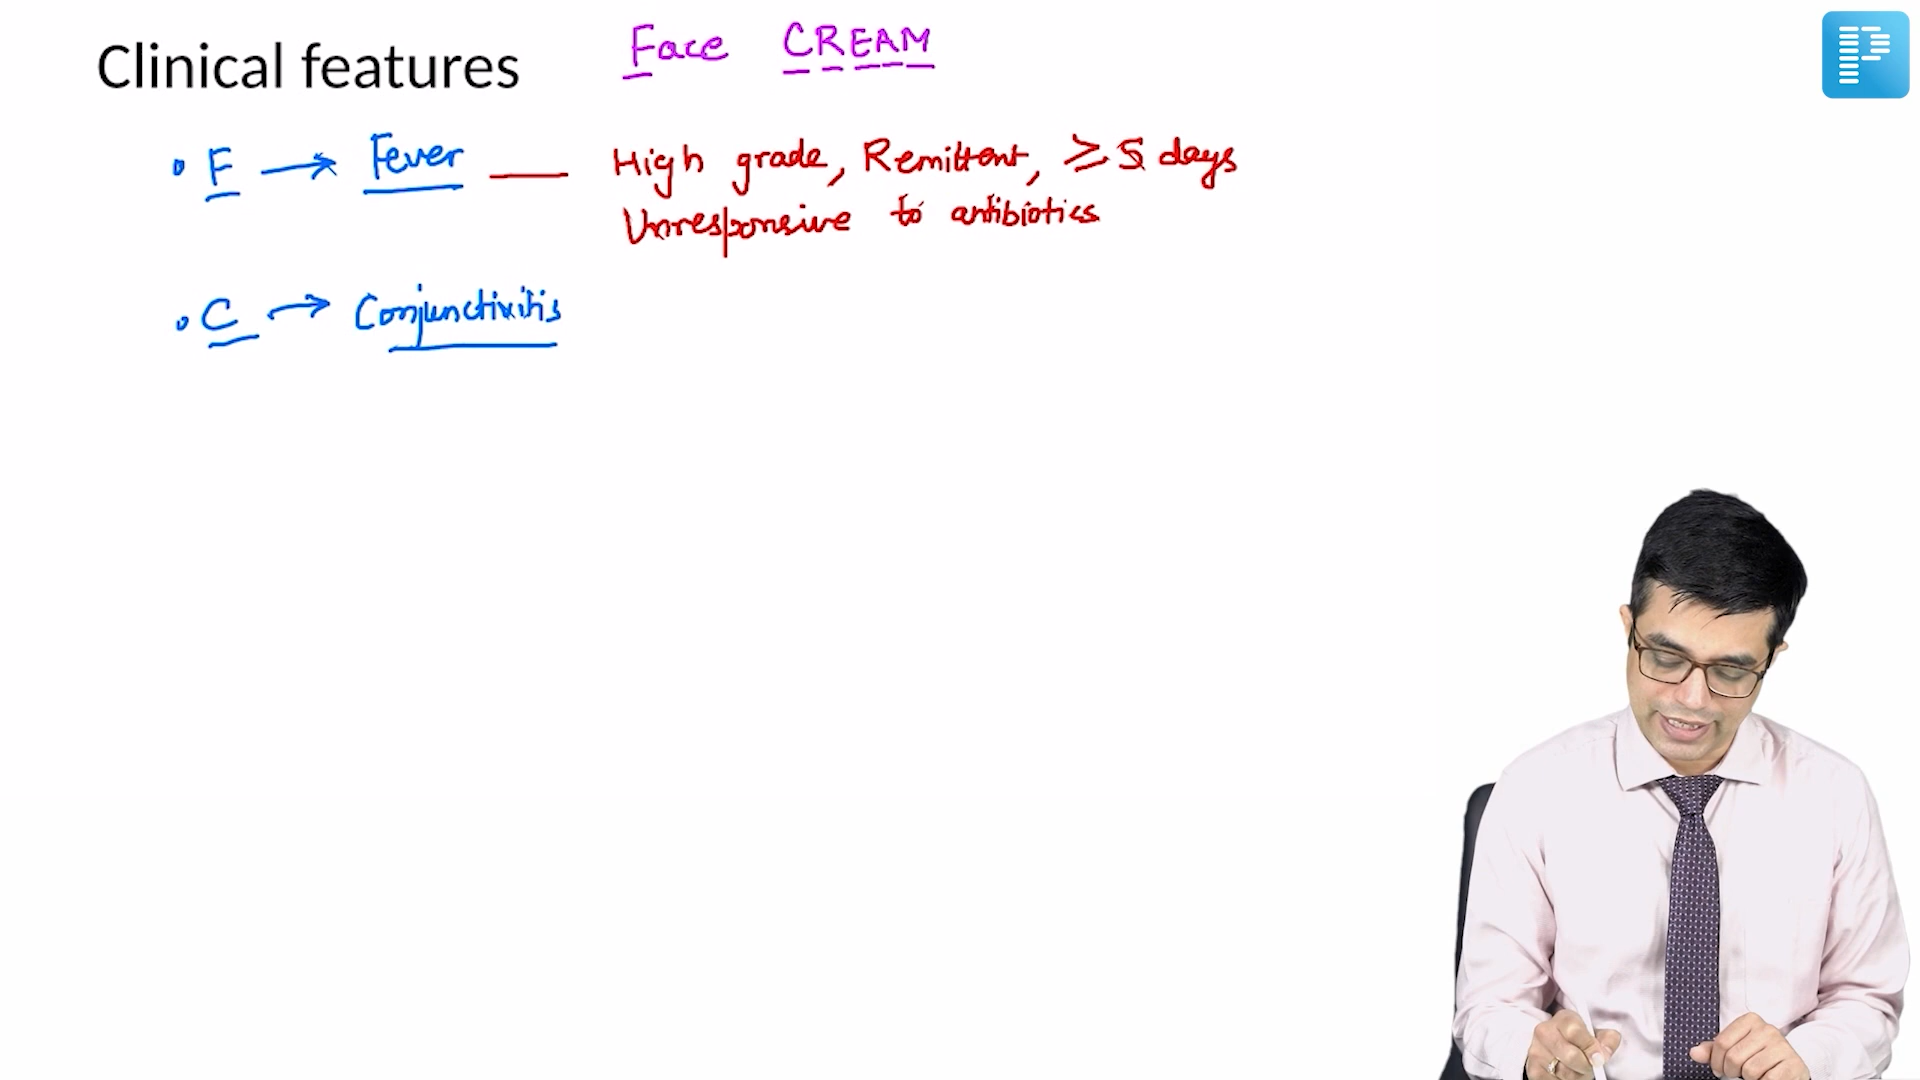 Clinical features
Face CREAM
• F → Fever — High grade, Remittent, ≥ 5 days
Unresponsive to antibiotics
• C → Conjunctivitis